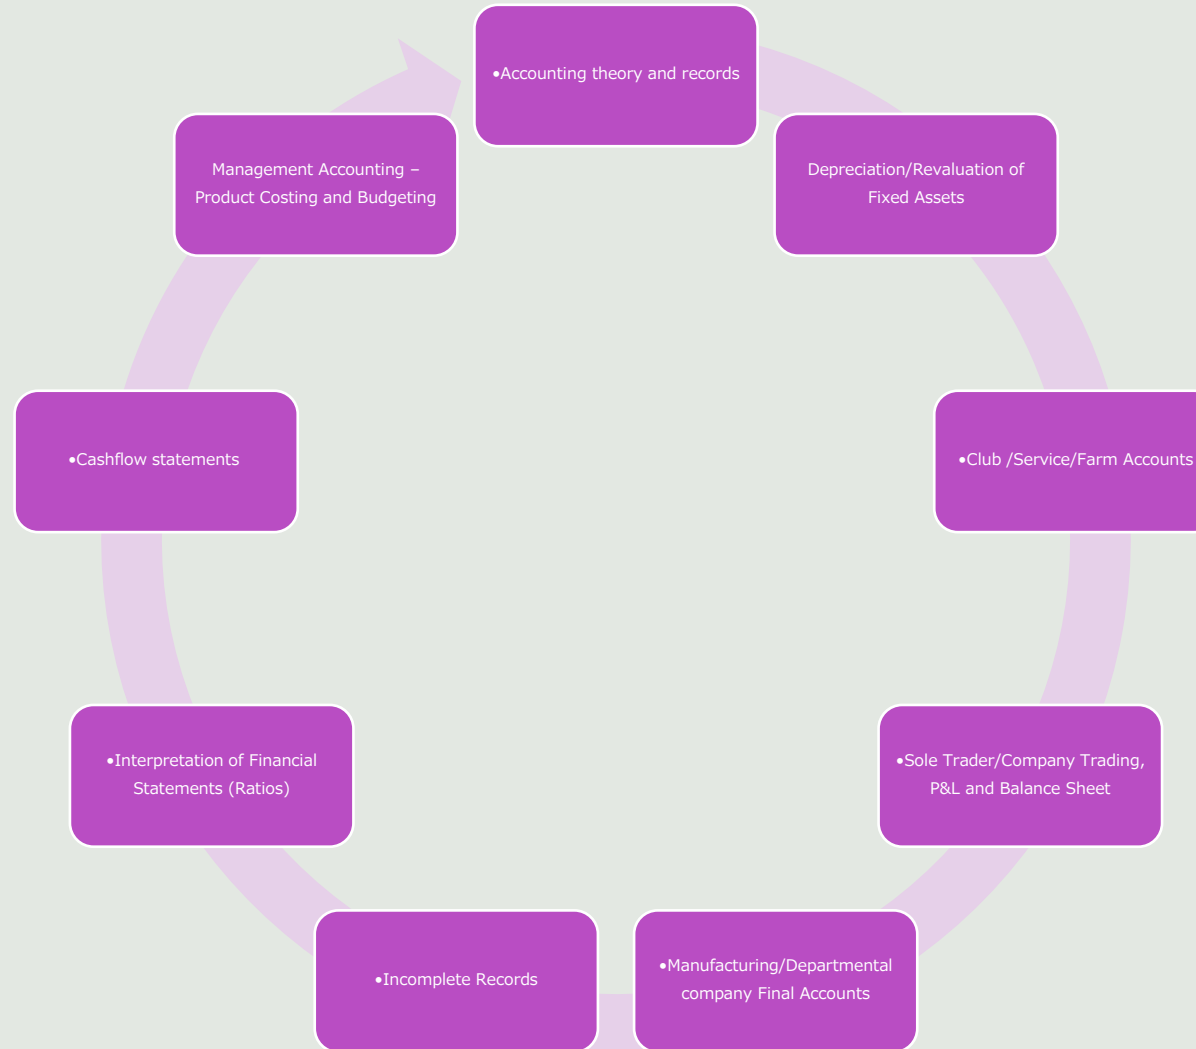 •Accounting theory and records
Depreciation/Revaluation of
Fixed Assets
•Club /Service/Farm Accounts
•Sole Trader/Company Trading,
P&L and Balance Sheet
•Manufacturing/Departmental
company Final Accounts
•Incomplete Records
•Interpretation of Financial
Statements (Ratios)
•Cashflow statements
Management Accounting –
Product Costing and Budgeting